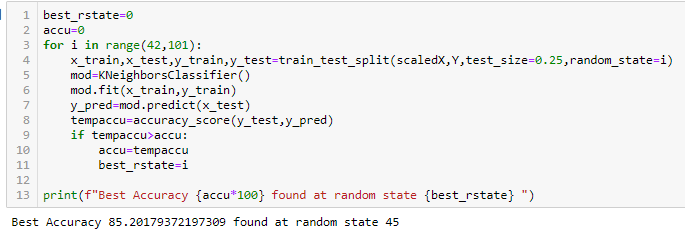 1 best_rstate=0
2 accu=0
3 for i in range(42,101):
4     x_train,x_test,y_train,y_test=train_test_split(scaledX,Y,test_size=0.25,random_state=i)
5     mod=KNeighborsClassifier()
6     mod.fit(x_train,y_train)
7     y_pred=mod.predict(x_test)
8     tempaccu=accuracy_score(y_test,y_pred)
9     if tempaccu>accu:
10         accu=tempaccu
11         best_rstate=i
12
13 print(f"Best Accuracy {accu*100} found at random state {best_rstate} ")
Best Accuracy 85.20179372197309 found at random state 45